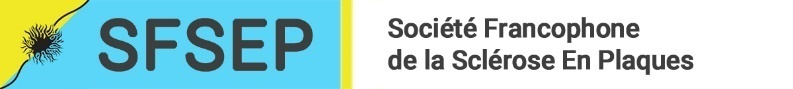 SFSEP
Société Francophone
de la Sclérose En Plaques